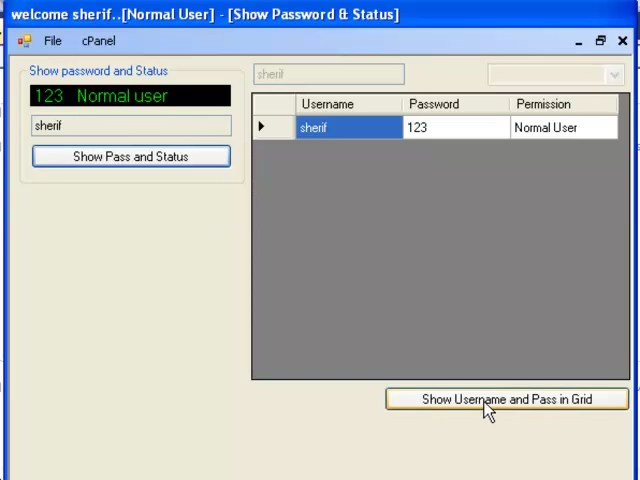 welcome sherif..[Normal User] - [Show Password & Status]
File cPanel
Show password and Status
123 Normal user
sherif
Show Pass and Status
sherif
Username Password Permission
sherif 123 Normal User
Show Username and Pass in Grid